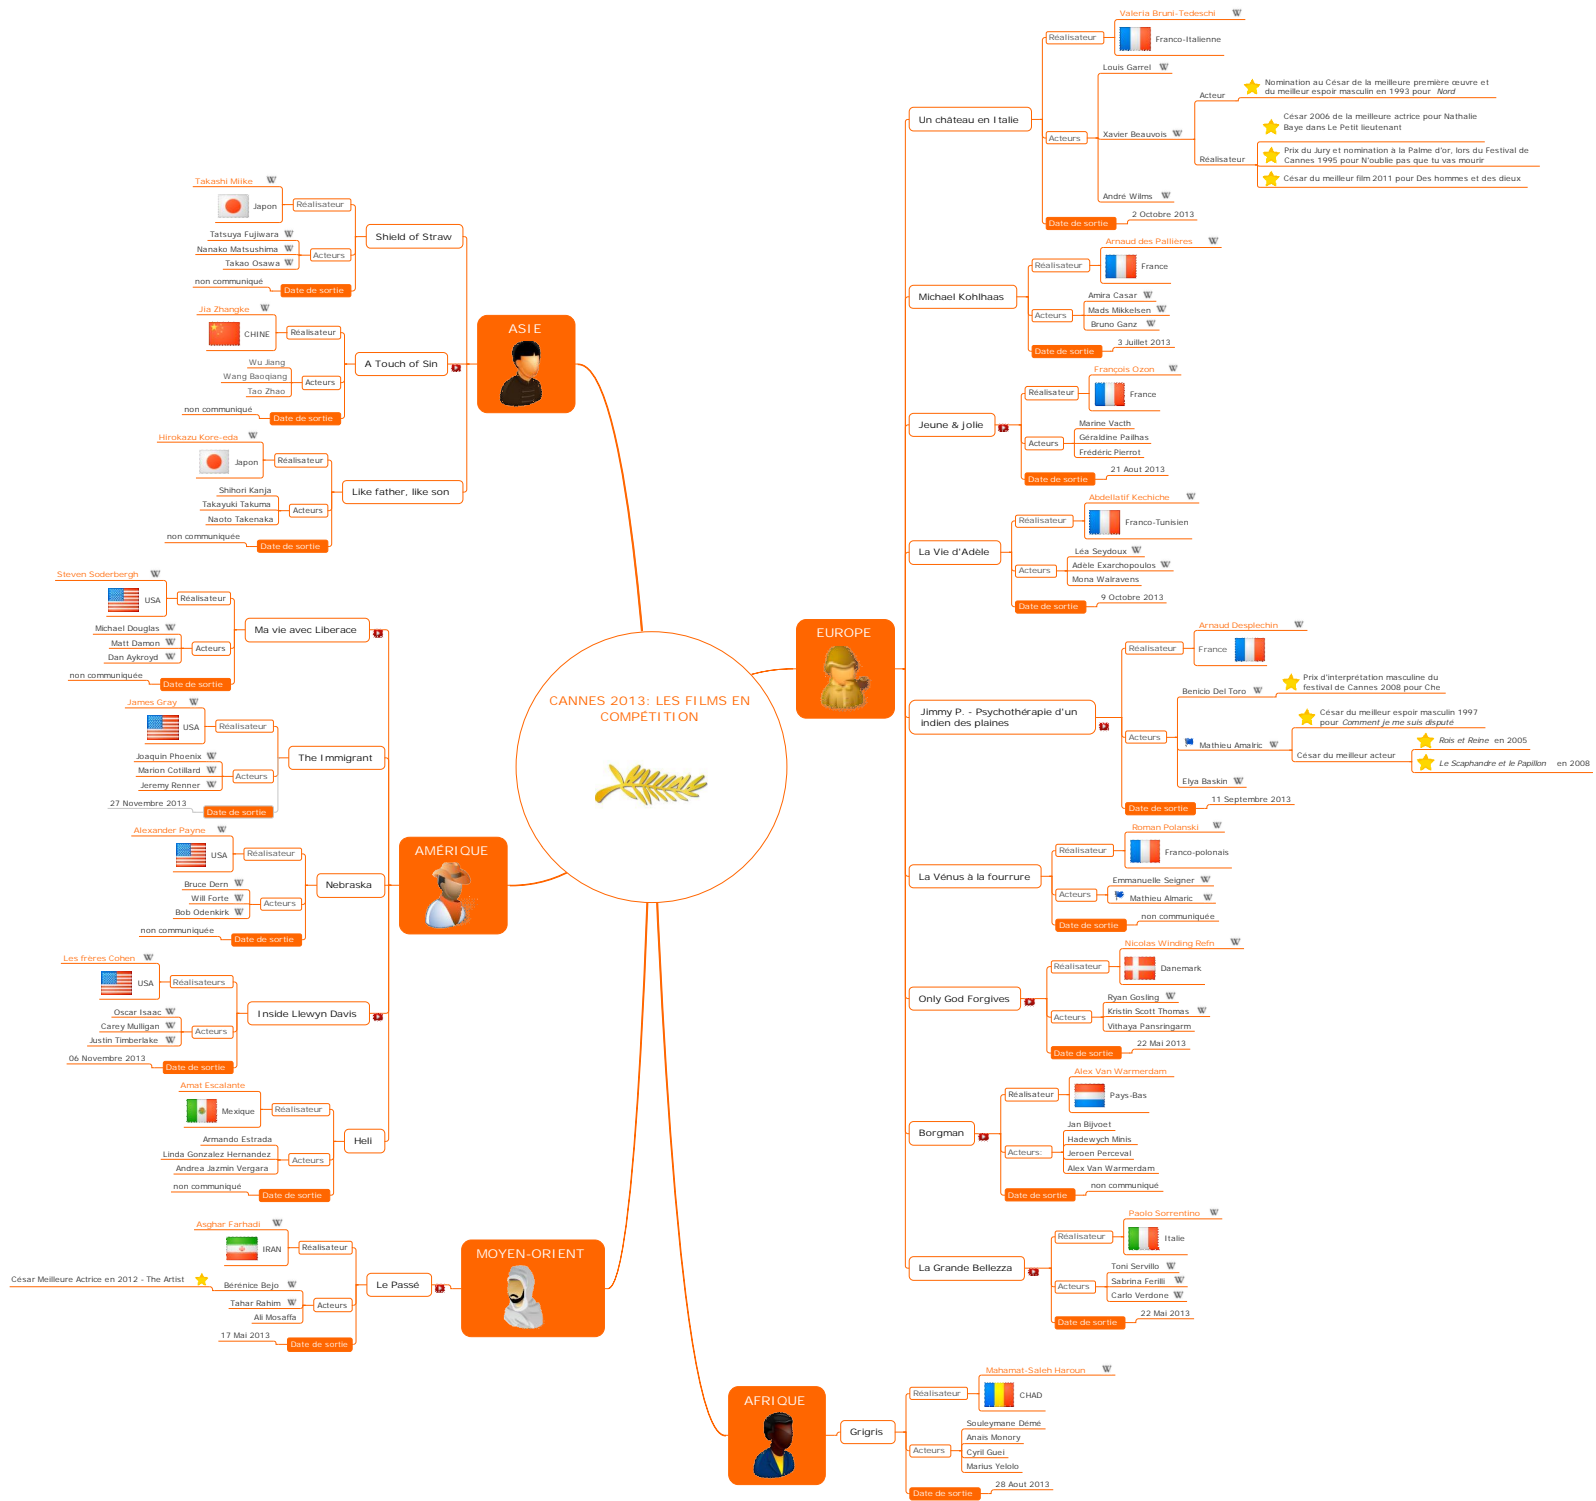 CANNES 2013: LES FILMS EN
COMPÉTITION
ASIE
Shield of Straw
Réalisateur
Takashi Miike
Japon
Acteurs
Tatsuya Fujiwara
Nanako Matsushima
Takao Osawa
Date de sortie
non communiqué
A Touch of Sin
Réalisateur
Jia Zhangke
CHINE
Acteurs
Wu Jiang
Wang Baoqiang
Tao Zhao
Date de sortie
non communiqué
Like father, like son
Réalisateur
Hirokazu Kore-eda
Japon
Acteurs
Shihori Kanja
Takayuki Takuma
Naoto Takenaka
Date de sortie
non communiquée
AMÉRIQUE
Ma vie avec Liberace
Réalisateur
Steven Soderbergh
USA
Acteurs
Michael Douglas
Matt Damon
Dan Aykroyd
Date de sortie
non communiquée
The Immigrant
Réalisateur
James Gray
USA
Acteurs
Joaquin Phoenix
Marion Cotillard
Jeremy Renner
Date de sortie
27 Novembre 2013
Nebraska
Réalisateur
Alexander Payne
USA
Acteurs
Bruce Dern
Will Forte
Bob Odenkirk
Date de sortie
non communiquée
Inside Llewyn Davis
Réalisateurs
Les frères Cohen
USA
Acteurs
Oscar Isaac
Carey Mulligan
Justin Timberlake
Date de sortie
06 Novembre 2013
Heli
Réalisateur
Amat Escalante
Mexique
Acteurs
Armando Estrada
Linda Gonzalez Hernandez
Andrea Jazmin Vergara
Date de sortie
non communiqué
MOYEN-ORIENT
Le Passé
Réalisateur
Asghar Farhadi
IRAN
Acteurs
Bérénice Bejo
César Meilleure Actrice en 2012 - The Artist
Tahar Rahim
Ali Mosaffa
Date de sortie
17 Mai 2013
EUROPE
Un château en Italie
Réalisateur
Valeria Bruni-Tedeschi
Franco-Italienne
Acteurs
Louis Garrel
Xavier Beauvois
Acteur
Nomination au César de la meilleure première œuvre et
du meilleur espoir masculin en 1993 pour Nord
Réalisateur
César 2006 de la meilleure actrice pour Nathalie
Baye dans Le Petit lieutenant
Prix du Jury et nomination à la Palme d'or, lors du Festival de
Cannes 1995 pour N'oublie pas que tu vas mourir
César du meilleur film 2011 pour Des hommes et des dieux
André Wilms
Date de sortie
2 Octobre 2013
Michael Kohlhaas
Réalisateur
Arnaud des Pallières
France
Acteurs
Amira Casar
Mads Mikkelsen
Bruno Ganz
Date de sortie
3 Juillet 2013
Jeune & jolie
Réalisateur
François Ozon
France
Acteurs
Marine Vacth
Géraldine Pailhas
Frédéric Pierrot
Date de sortie
21 Aout 2013
La Vie d'Adèle
Réalisateur
Abdellatif Kechiche
Franco-Tunisien
Acteurs
Léa Seydoux
Adèle Exarchopoulos
Mona Walravens
Date de sortie
9 Octobre 2013
Jimmy P. - Psychothérapie d'un
indien des plaines
Réalisateur
Arnaud Desplechin
France
Acteurs
Benicio Del Toro
Prix d'interprétation masculine du
festival de Cannes 2008 pour Che
Mathieu Amalric
César du meilleur espoir masculin 1997
pour Comment je me suis disputé
César du meilleur acteur
Rois et Reine en 2005
Le Scaphandre et le Papillon en 2008
Elya Baskin
Date de sortie
11 Septembre 2013
La Vénus à la fourrure
Réalisateur
Roman Polanski
Franco-polonais
Acteurs
Emmanuelle Seigner
Mathieu Almaric
Date de sortie
non communiquée
Only God Forgives
Réalisateur
Nicolas Winding Refn
Danemark
Acteurs
Ryan Gosling
Kristin Scott Thomas
Vithaya Pansringarm
Date de sortie
22 Mai 2013
Borgman
Réalisateur
Alex Van Warmerdam
Pays-Bas
Acteurs:
Jan Bijvoet
Hadewych Minis
Jeroen Perceval
Alex Van Warmerdam
Date de sortie
non communiqué
La Grande Bellezza
Réalisateur
Paolo Sorrentino
Italie
Acteurs
Toni Servillo
Sabrina Ferilli
Carlo Verdone
Date de sortie
22 Mai 2013
AFRIQUE
Grigris
Réalisateur
Mahamat-Saleh Haroun
CHAD
Acteurs
Souleymane Démé
Anais Monory
Cyril Guei
Marius Yelolo
Date de sortie
28 Aout 2013